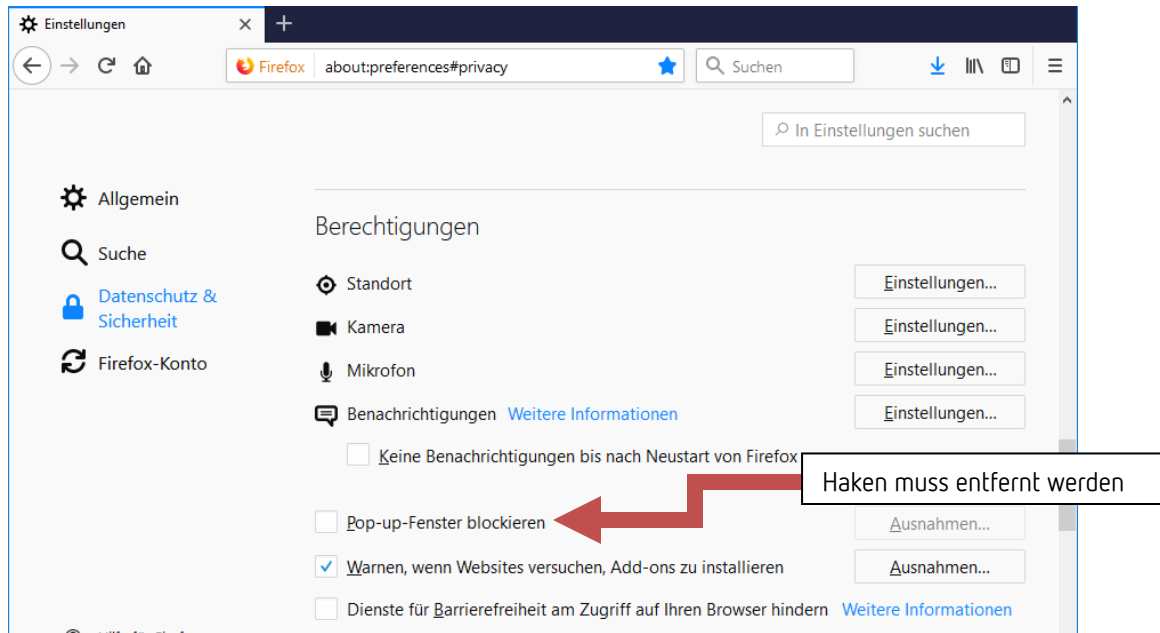 Einstellungen
Firefox about:preferences#privacy Suchen
In Einstellungen suchen
Allgemein
Suche
Datenschutz &
Sicherheit
Firefox-Konto
Berechtigungen
Standort Einstellungen...
Kamera Einstellungen...
Mikrofon Einstellungen...
Benachrichtigungen Weitere Informationen Einstellungen...
Keine Benachrichtigungen bis nach Neustart von Firefox
Haken muss entfernt werden
Pop-up-Fenster blockieren Ausnahmen...
Warnen, wenn Websites versuchen, Add-ons zu installieren Ausnahmen...
Dienste für Barrierefreiheit am Zugriff auf Ihren Browser hindern Weitere Informationen